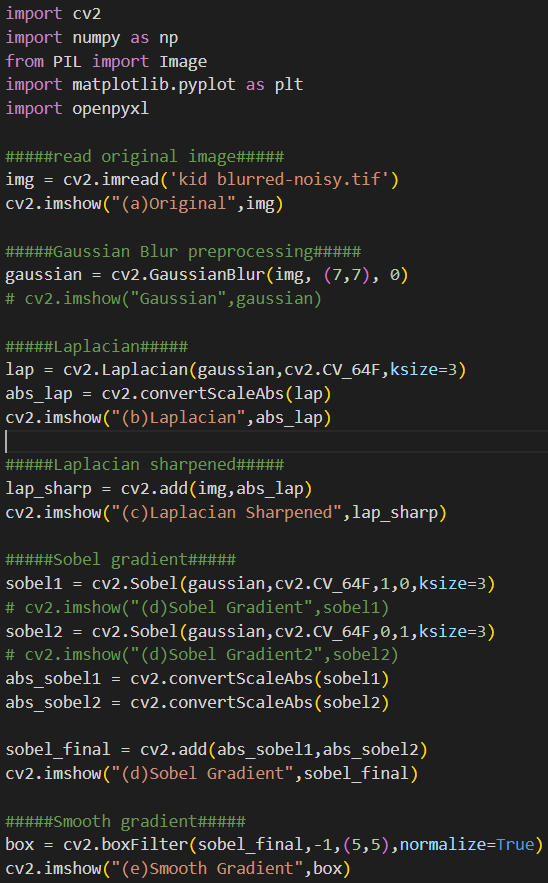 import cv2
import numpy as np
from PIL import Image
import matplotlib.pyplot as plt
import openpyxl
#####read original image#####
img = cv2.imread('kid blurred-noisy.tif')
cv2.imshow("(a)Original",img)
#####Gaussian Blur preprocessing#####
gaussian = cv2.GaussianBlur(img, (7,7), 0)
# cv2.imshow("Gaussian",gaussian)
#####Laplacian#####
lap = cv2.Laplacian(gaussian,cv2.CV_64F,ksize=3)
abs_lap = cv2.convertScaleAbs(lap)
cv2.imshow("(b)Laplacian",abs_lap)
#####Laplacian sharpened#####
lap_sharp = cv2.add(img,abs_lap)
cv2.imshow("(c)Laplacian Sharpened",lap_sharp)
#####Sobel gradient#####
sobel1 = cv2.Sobel(gaussian,cv2.CV_64F,1,0,ksize=3)
# cv2.imshow("(d)Sobel Gradient",sobel1)
sobel2 = cv2.Sobel(gaussian,cv2.CV_64F,0,1,ksize=3)
# cv2.imshow("(d)Sobel Gradient2",sobel2)
abs_sobel1 = cv2.convertScaleAbs(sobel1)
abs_sobel2 = cv2.convertScaleAbs(sobel2)
sobel_final = cv2.add(abs_sobel1,abs_sobel2)
cv2.imshow("(d)Sobel Gradient",sobel_final)
#####Smooth gradient#####
box = cv2.boxFilter(sobel_final,-1,(5,5),normalize=True)
cv2.imshow("(e)Smooth Gradient",box)